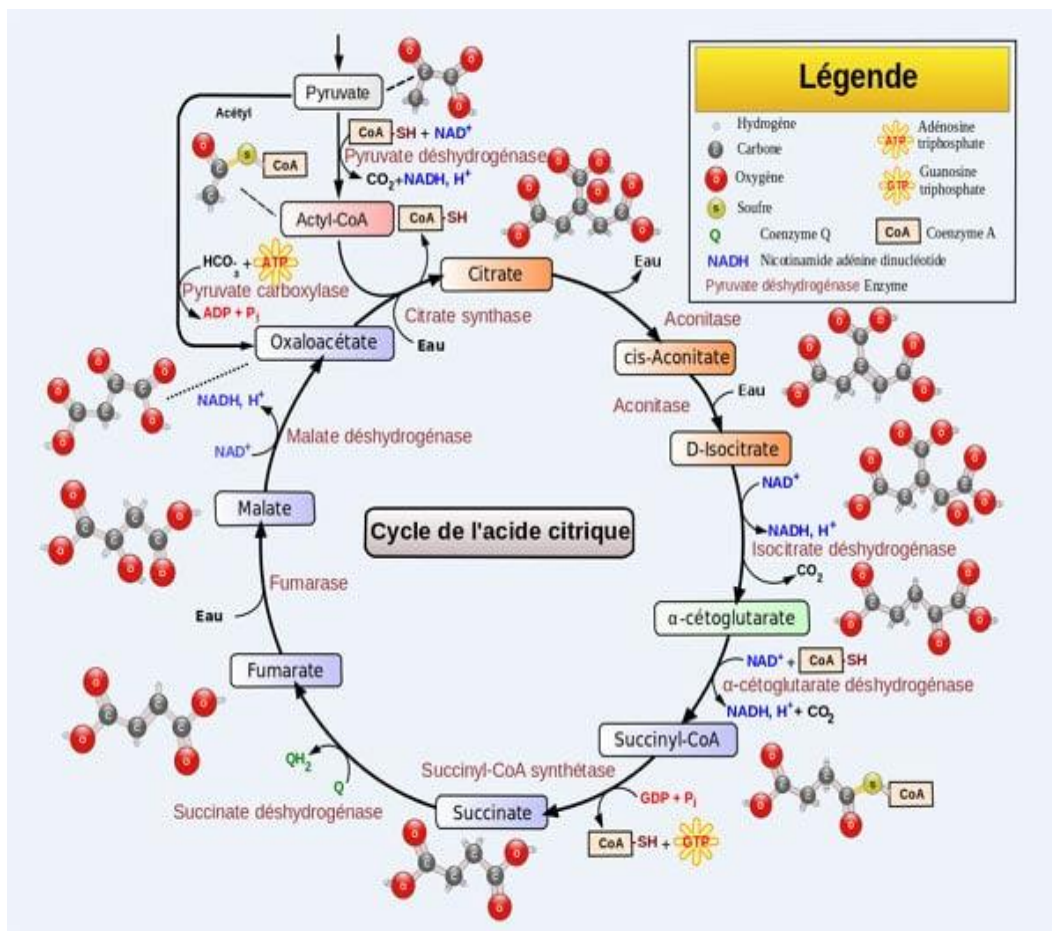 Légende
Hydrogène
Carbone
Oxygène
S Soufre
Q Coenzyme Q
NADH Nicotinamide adénine dinucléotide
Pyruvate déshydrogénase Enzyme
ATP Adénosine triphosphate
GTP Guanosine triphosphate
CoA Coenzyme A
Pyruvate
Acétyl
CoA-SH + NAD⁺
Pyruvate déshydrogénase
CO₂+NADH, H⁺
S CoA
Actyl-CoA
CoA-SH
HCO₃⁻ + ATP
Pyruvate carboxylase
ADP + Pᵢ
Citrate
Citrate synthase
Eau
Oxaloacétate
Eau
Aconitase
cis-Aconitate
Eau
Aconitase
D-Isocitrate
NAD⁺
NADH, H⁺
Isocitrate déshydrogénase
CO₂
α-cétoglutarate
NAD⁺ + CoA-SH
α-cétoglutarate déshydrogénase
NADH, H⁺ + CO₂
Succinyl-CoA
S CoA
Succinyl-CoA synthétase
GDP + Pᵢ
CoA-SH + GTP
Succinate
Succinate déshydrogénase
Q
QH₂
Fumarate
Eau
Fumarase
Malate
NAD⁺
Malate déshydrogénase
NADH, H⁺
Cycle de l'acide citrique